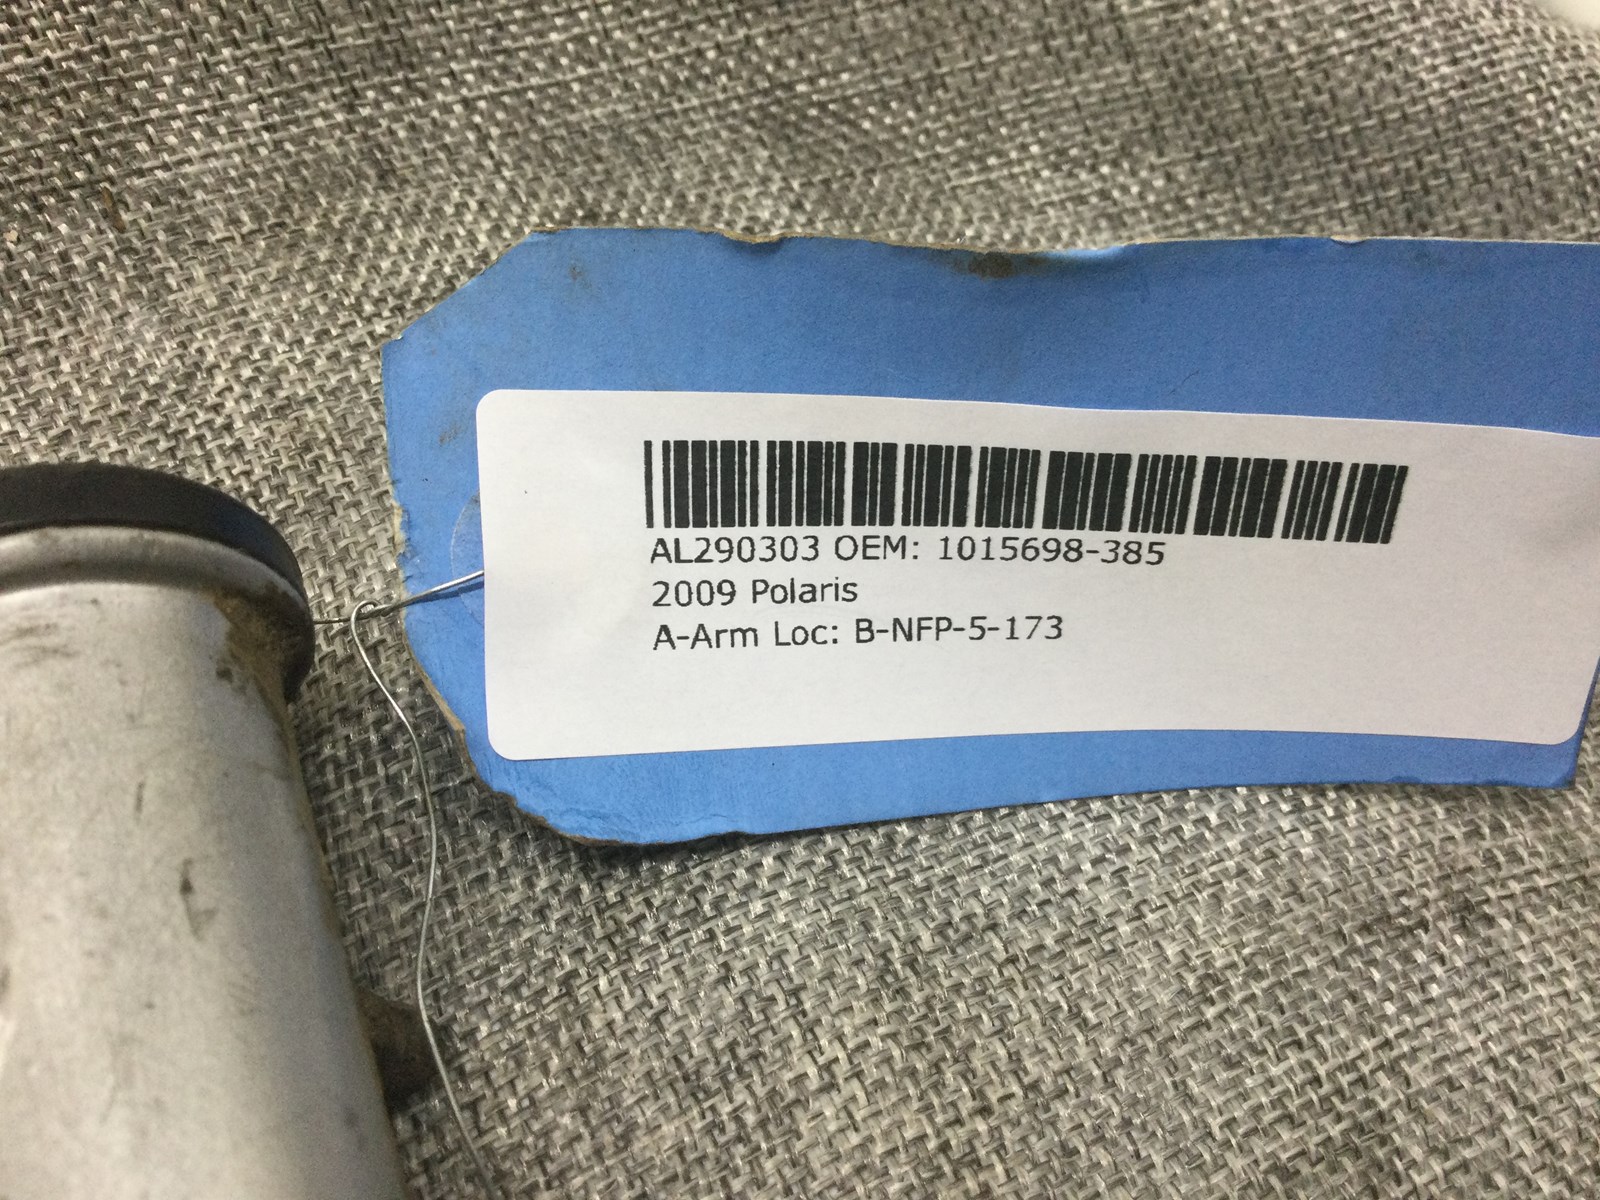 AL290303 OEM: 1015698-385
2009 Polaris
A-Arm Loc: B-NFP-5-173